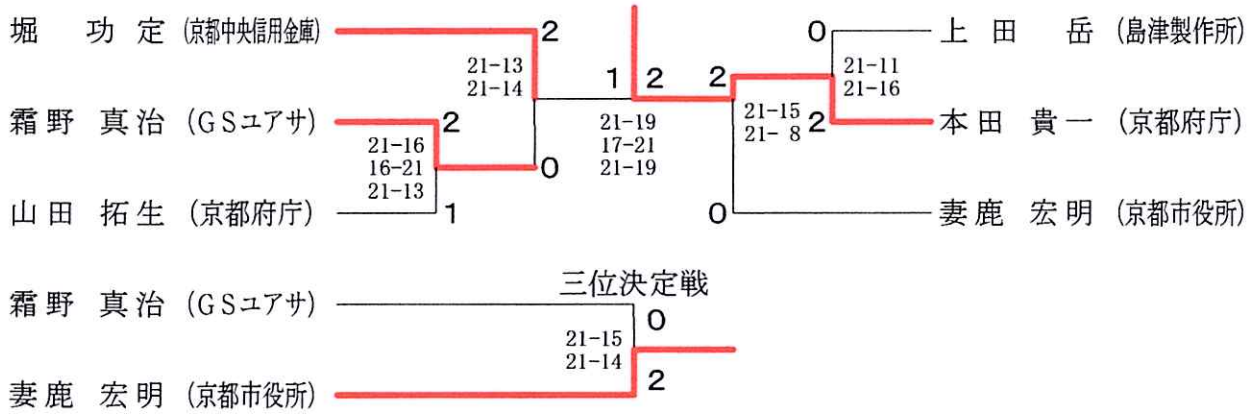 堀 功定 (京都中央信用金庫) 2 0 上田 岳 (島津製作所)
21-13 1 2 2 21-11
21-14 21-16
霜野 真治 (GSユアサ) 2 21-19 21-15 2 本田 貴一 (京都府庁)
21-16 17-21 21- 8
16-21 0 21-19
21-13
山田 拓生 (京都府庁) 1 0 妻鹿 宏明 (京都市役所)
三位決定戦
霜野 真治 (GSユアサ) 0
21-15
21-14
妻鹿 宏明 (京都市役所) 2